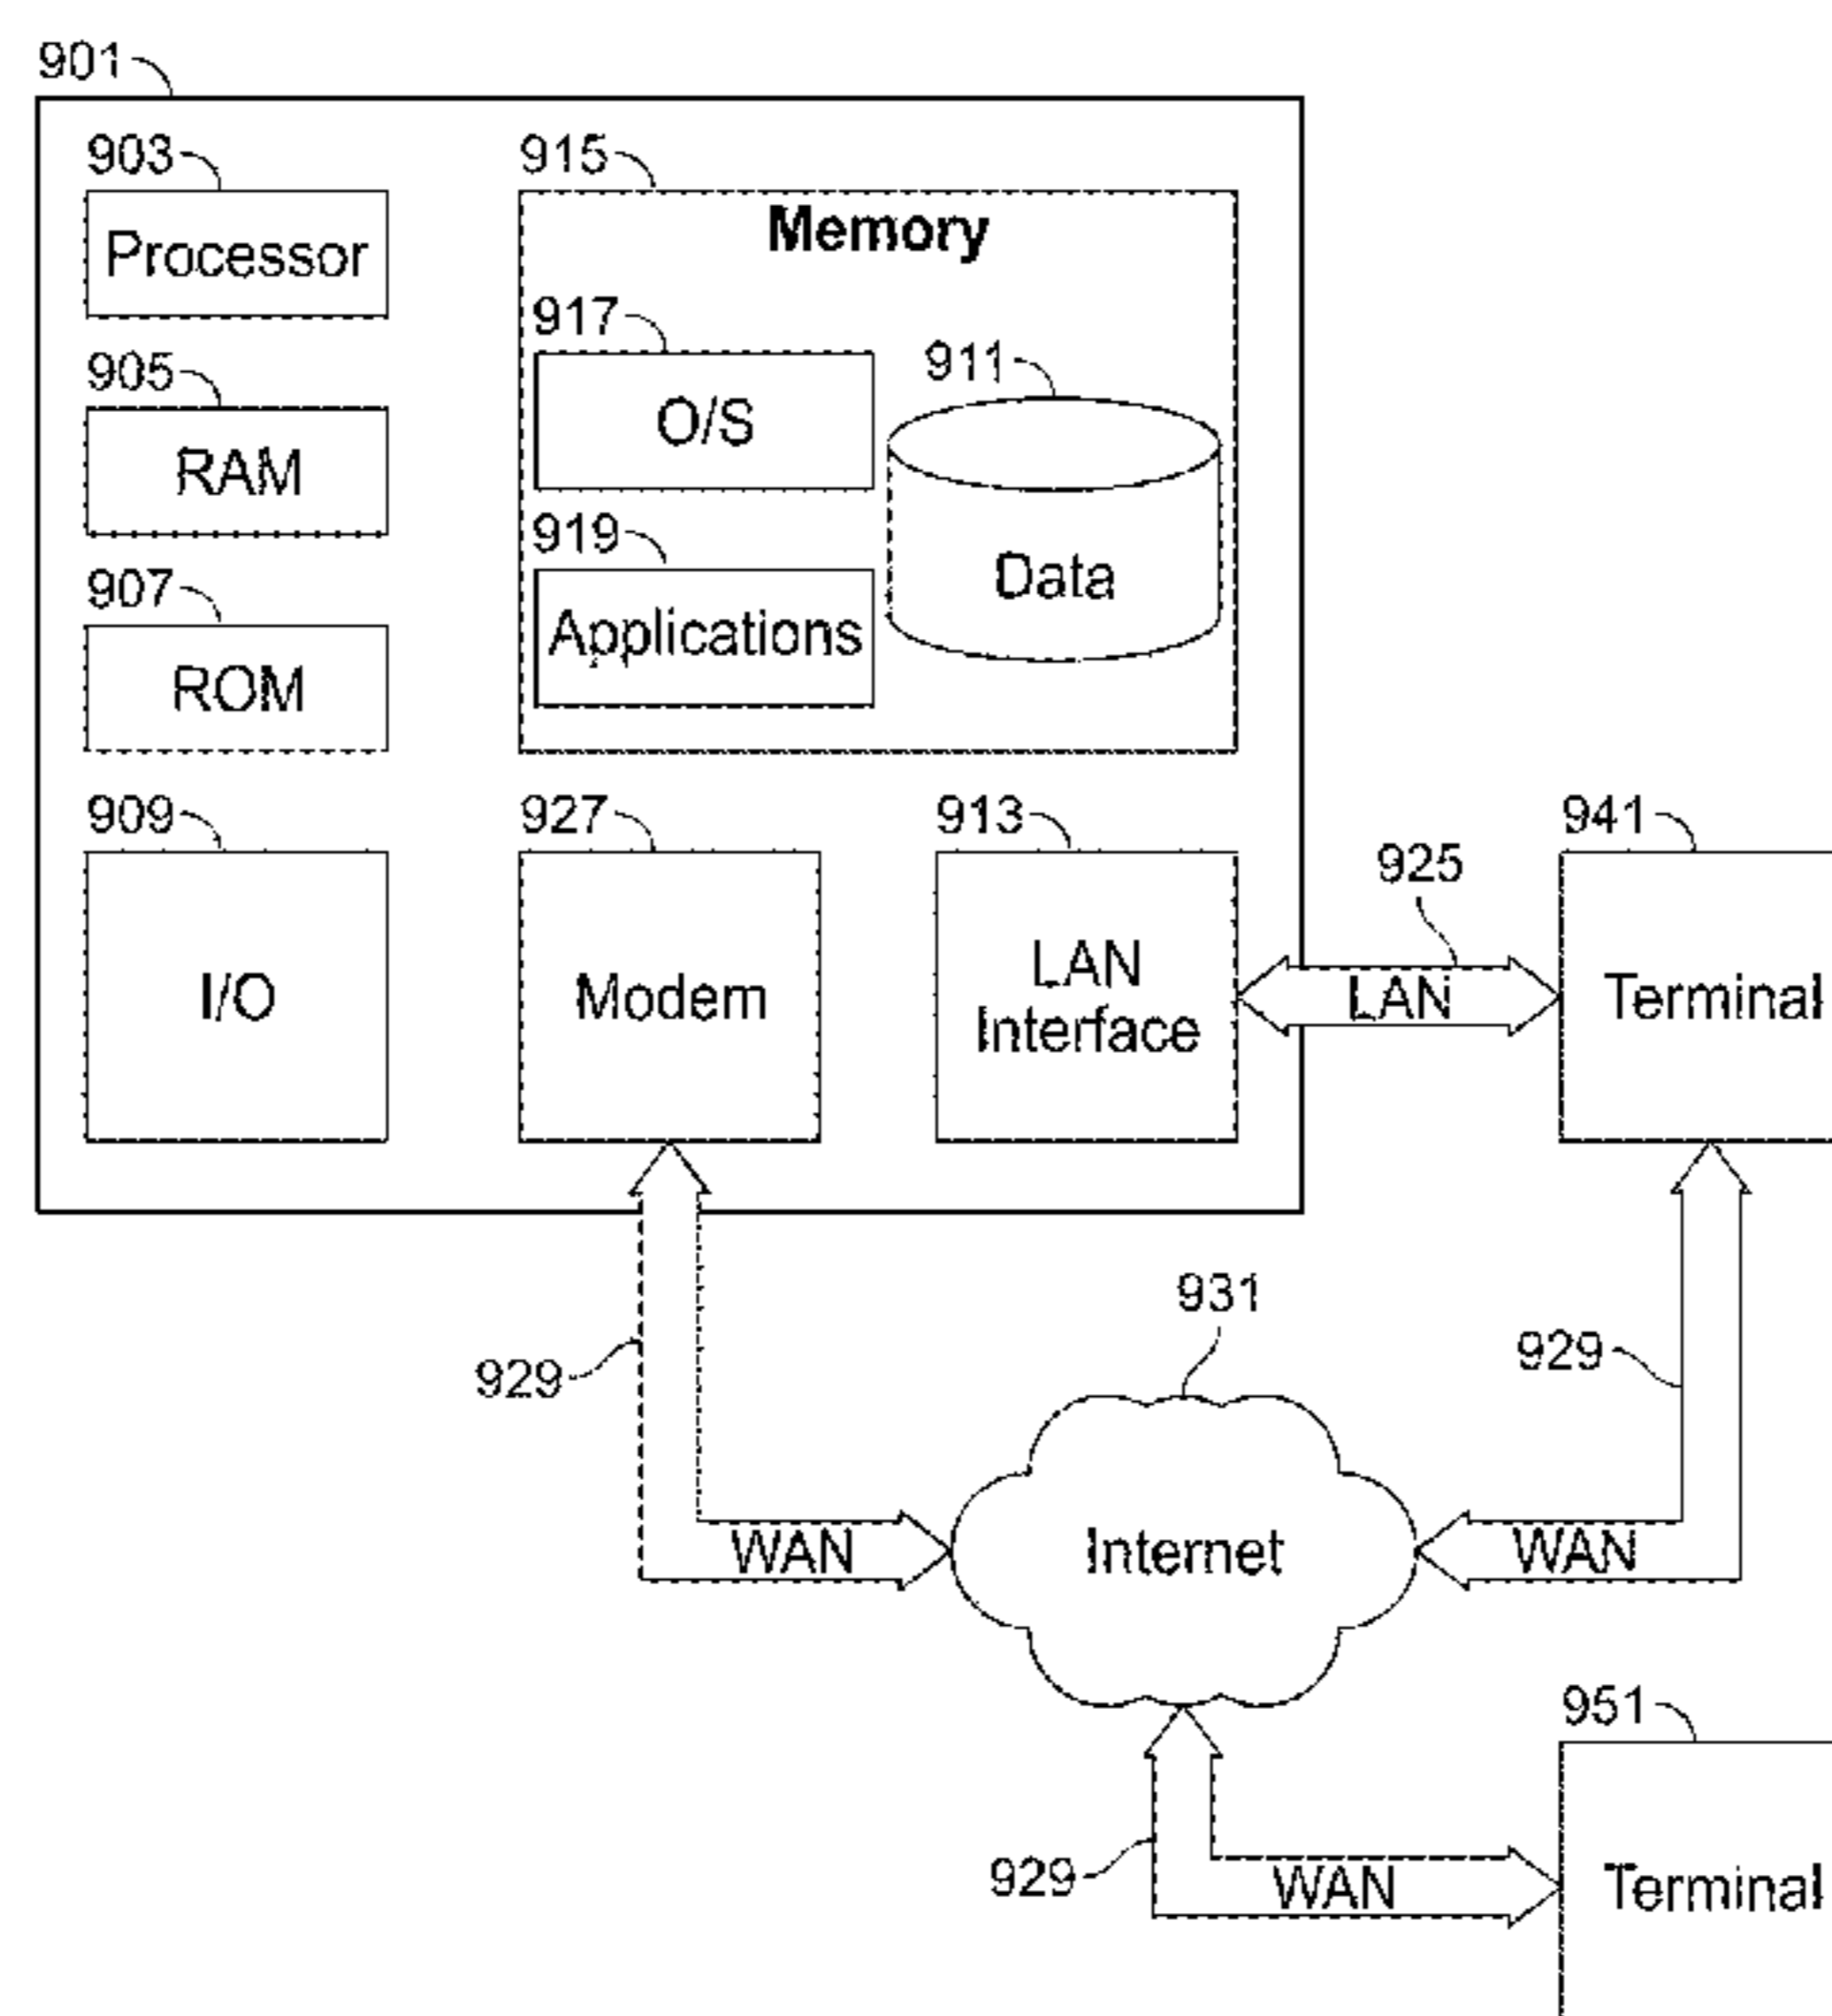 901
903
Processor
905
RAM
907
ROM
915
Memory
917
O/S
911
Data
919
Applications
909
I/O
927
Modem
913
LAN
Interface
925
LAN
941
Terminal
929
WAN
931
Internet
929
WAN
929
WAN
951
Terminal